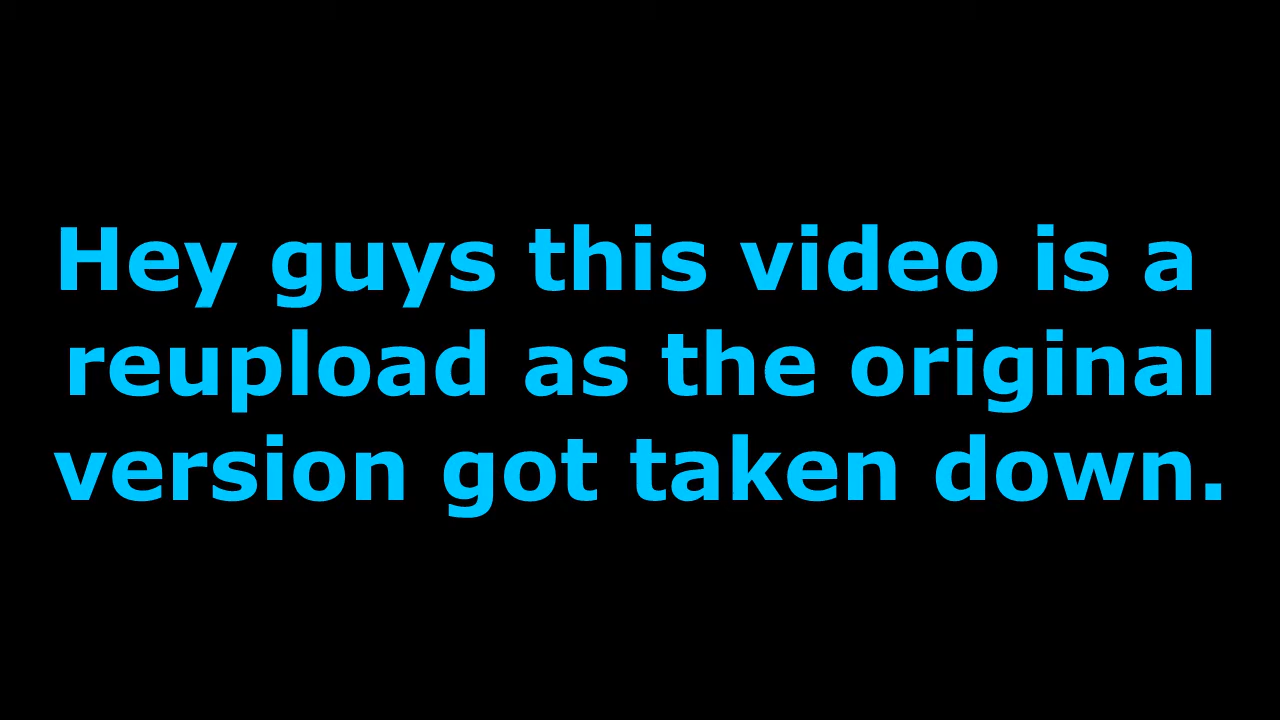 Hey guys this video is a
reupload as the original
version got taken down.